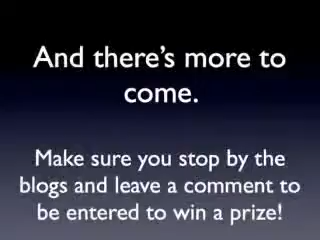 And there's more to
come.
Make sure you stop by the
blogs and leave a comment to
be entered to win a prize!